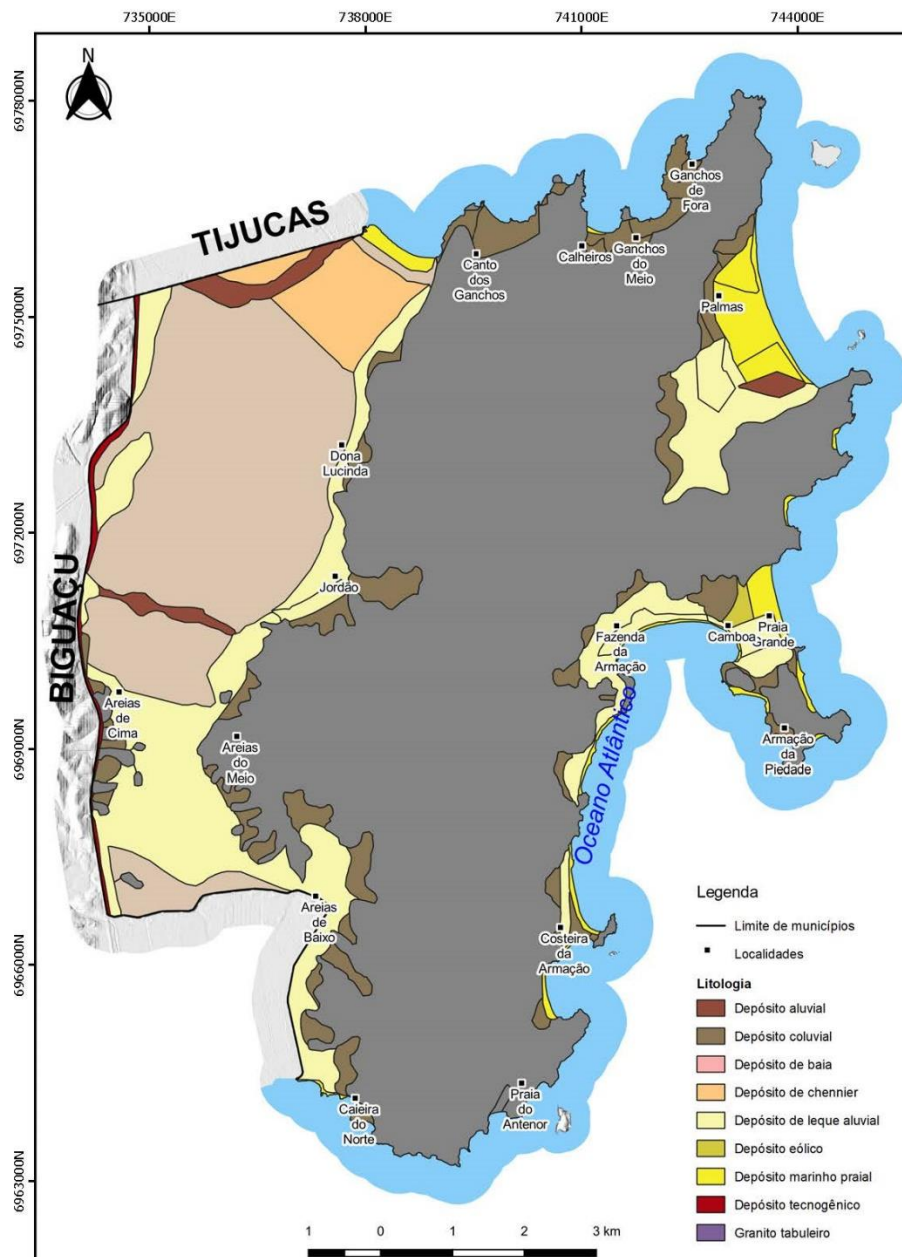 735000E
738000E
741000E
744000E
6978000N
6975000N
6972000N
6969000N
6966000N
6963000N
N
TIJUCAS
BIGUAÇU
Ganchos
de
Fora
Canto
dos
Ganchos
Calheiros
Ganchos
do
Meio
Palmas
Dona
Lucinda
Jordão
Fazenda
da
Armação
Camboa
Praia
Grande
Areias
de
Cima
Areias
do
Meio
Armação
da
Piedade
Oceano Atlântico
Areias
de
Baixo
Costeira
da
Armação
Caieira
do
Norte
Praia
do
Antenor
Legenda
Limite de municípios
Localidades
Litologia
Depósito aluvial
Depósito coluvial
Depósito de baia
Depósito de chennier
Depósito de leque aluvial
Depósito eólico
Depósito marinho praial
Depósito tecnogênico
Granito tabuleiro
1 0 1 2 3 km